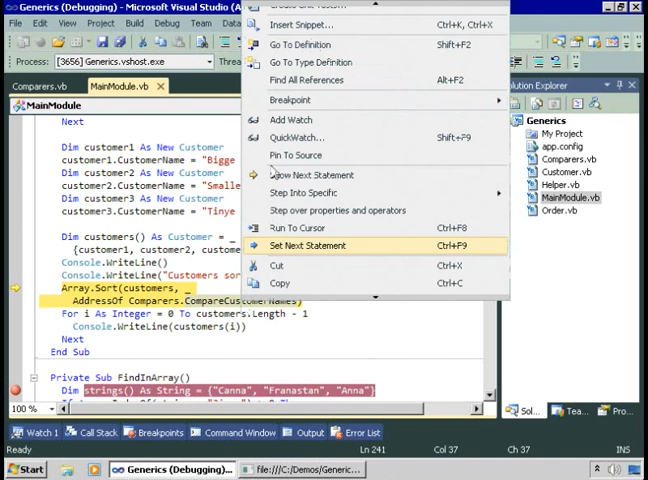 Generics (Debugging) - Microsoft Visual Studio (A
File Edit View Project Build Debug Team Data
Insert Snippet... Ctrl+K, Ctrl+X
Go To Definition Shift+F2
Go To Type Definition
Find All References Alt+F2
Breakpoint
Add Watch
QuickWatch... Shift+F9
Pin To Source
Show Next Statement
Step Into Specific
Step over properties and operators
Run To Cursor Ctrl+F8
Set Next Statement Ctrl+F9
Cut Ctrl+X
Copy Ctrl+C
Process: [3656] Generics.vshost.exe
Comparers.vb MainModule.vb
MainModule
Next
Dim customer1 As New Customer
customer1.CustomerName = "Bigge
Dim customer2 As New Customer
customer2.CustomerName = "Smalle
Dim customer3 As New Customer
customer3.CustomerName = "Tinye
Dim customers() As Customer = _
{customer1, customer2, custome
Console.WriteLine()
Console.WriteLine("Customers sor
Array.Sort(customers, _
AddressOf Comparers.CompareCustomerNames)
For i As Integer = 0 To customers.Length - 1
Console.WriteLine(customers(i))
Next
End Sub
Private Sub FindInArray()
Dim strings() As String = {"Canna", "Franastan", "Anna"}
100 %
Solution Explorer
Generics
My Project
app.config
Comparers.vb
Customer.vb
Helper.vb
MainModule.vb
Order.vb
Sol... Tea... Pro...
Watch 1 Call Stack Breakpoints Command Window Output Error List
Ready Ln 241 Col 37 Ch 37 INS
Start Generics (Debugging)... file:///C:/Demos/Generic...